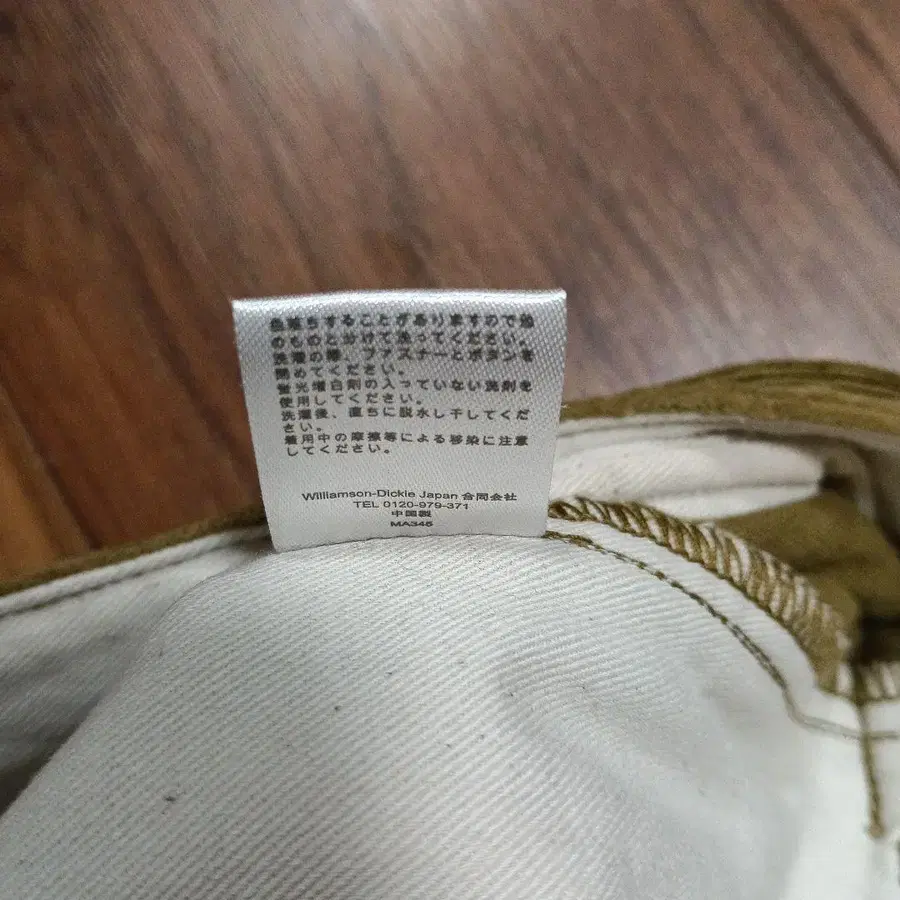 色落ちすることがありますので他
のものと分けて洗ってください。
洗濯の際、ファスナーとボタンを
閉めてください。
蛍光増白剤の入っていない洗剤を
使用してください。
洗濯後、直ちに脱水し干してくだ
さい。
着用中の摩擦等による移染に注意
してください。
Williamson-Dickie Japan 合同会社
TEL 0120-979-371
中国製
MA345